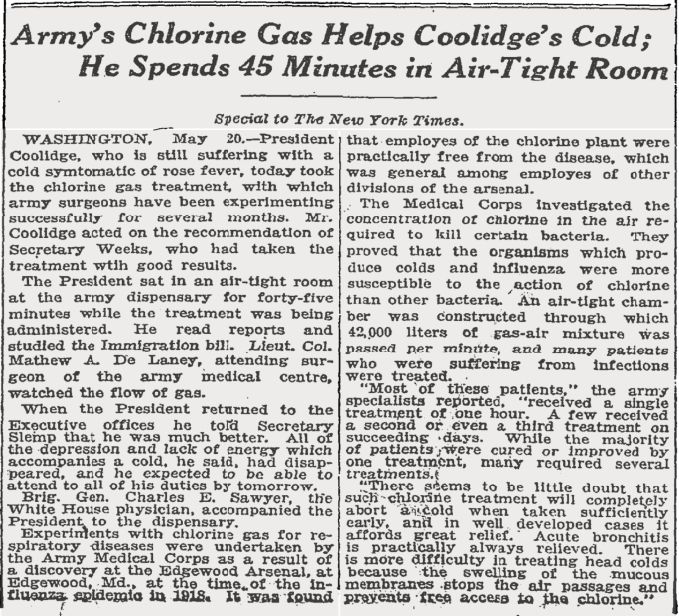 Army's Chlorine Gas Helps Coolidge's Cold;
He Spends 45 Minutes in Air-Tight Room
Special to The New York Times.
WASHINGTON, May 20.—President
Coolidge, who is still suffering with a
cold symtomatic of rose fever, today took
the chlorine gas treatment, with which
army surgeons have been experimenting
successfully for several months. Mr.
Coolidge acted on the recommendation of
Secretary Weeks, who had taken the
treatment wtih good results.
The President sat in an air-tight room
at the army dispensary for forty-five
minutes while the treatment was being
administered. He read reports and
studied the Immigration bill. Lieut. Col.
Mathew A. De Laney, attending sur-
geon of the army medical centre,
watched the flow of gas.
When the President returned to the
Executive offices he told Secretary
Slemp that he was much better. All of
the depression and lack of energy which
accompanies a cold, he said, had disap-
peared, and he expected to be able to
attend to all of his duties by tomorrow.
Brig. Gen. Charles E. Sawyer, the
White House physician, accompanied the
President to the dispensary.
Experiments with chlorine gas for re-
spiratory diseases were undertaken by
the Army Medical Corps as a result of
a discovery at the Edgewood Arsenal, at
Edgewood, Md., at the time of the in-
fluenza epidemic in 1918. It was found
that employes of the chlorine plant were
practically free from the disease, which
was general among employes of other
divisions of the arsenal.
The Medical Corps investigated the
concentration of chlorine in the air re-
quired to kill certain bacteria. They
proved that the organisms which pro-
duce colds and influenza were more
susceptible to the action of chlorine
than other bacteria. An air-tight cham-
ber was constructed through which
42,000 liters of gas-air mixture was
passed per minute, and many patients
who were suffering from infections
were treated.
"Most of these patients," the army
specialists reported, "received a single
treatment of one hour. A few received
a second or even a third treatment on
succeeding days. While the majority
of patients were cured or improved by
one treatment, many required several
treatments.
"There seems to be little doubt that
such chlorine treatment will completely
abort a cold when taken sufficiently
early, and in well developed cases it
affords great relief. Acute bronchitis
is practically always relieved. There
is more difficulty in treating head colds
because the swelling of the mucous
membranes stops the air passages and
prevents free access to the chlorine."